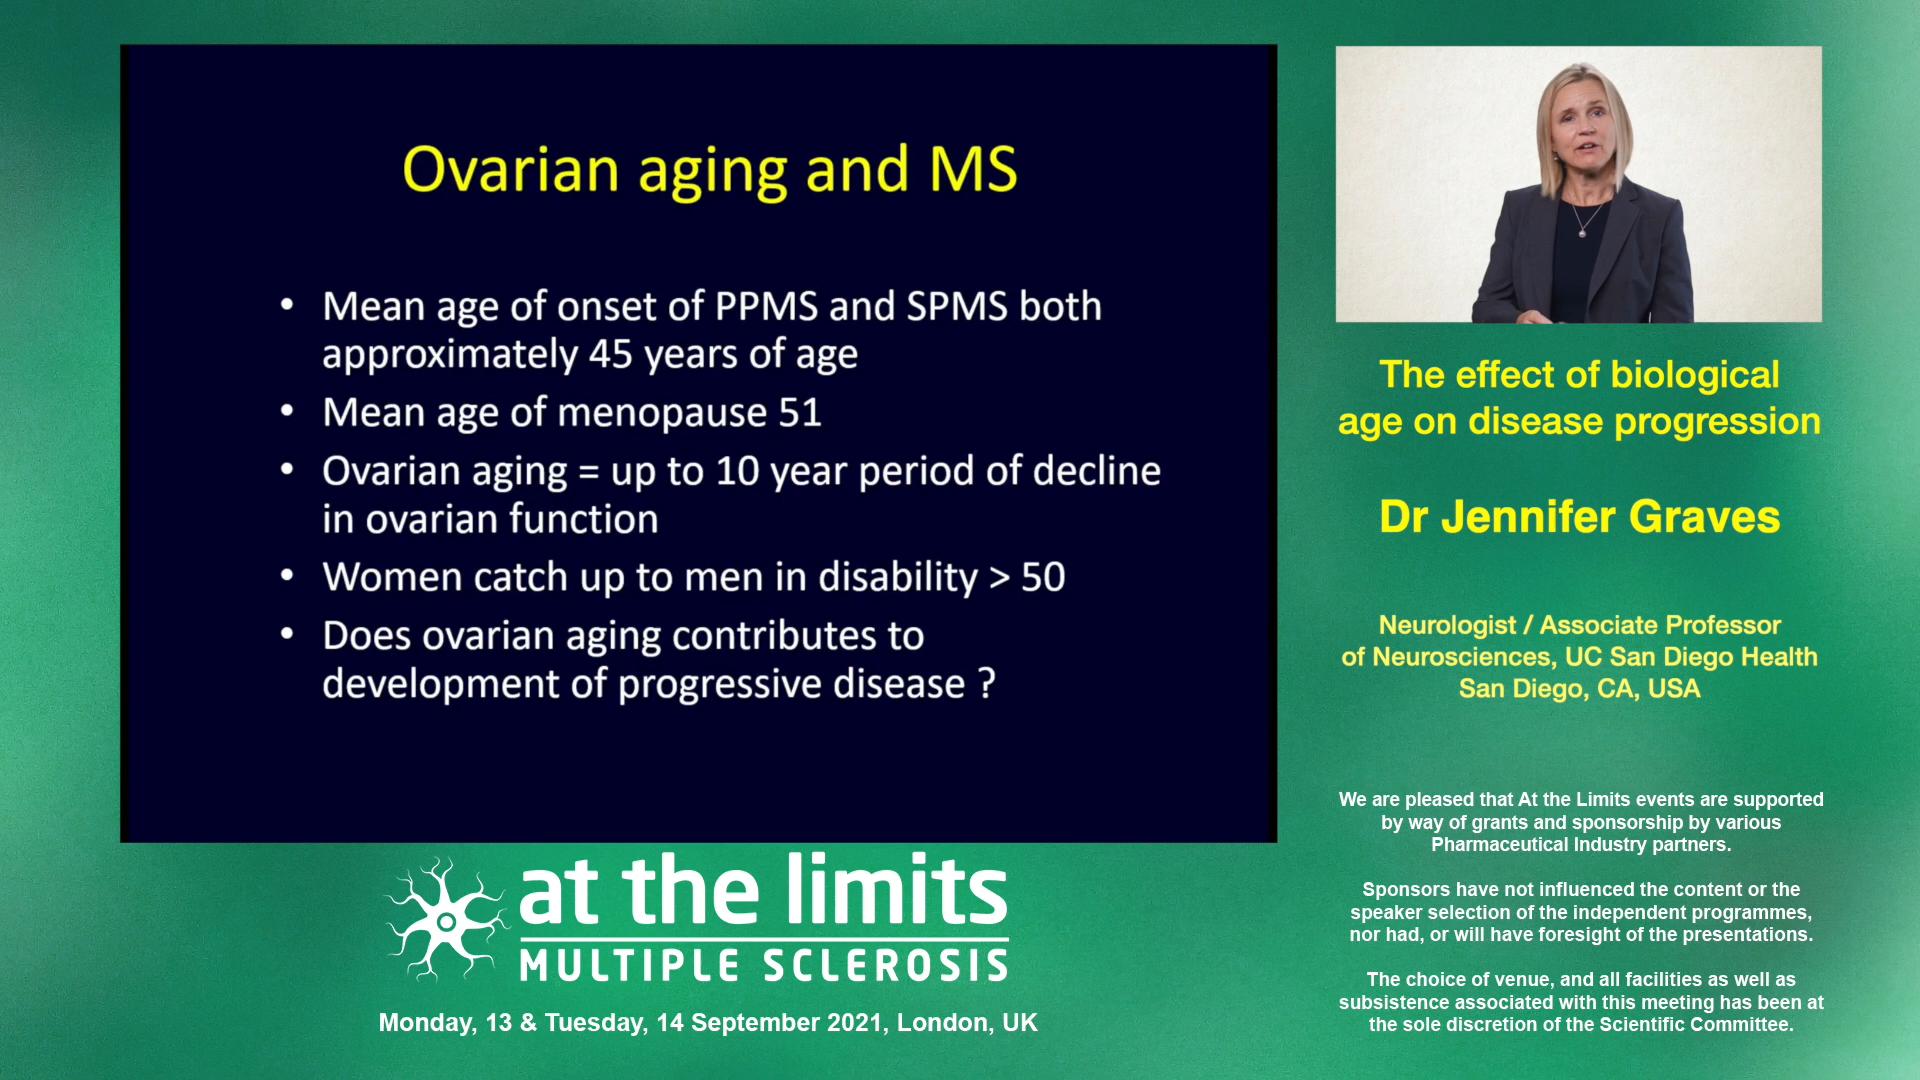 Ovarian aging and MS
• Mean age of onset of PPMS and SPMS both
approximately 45 years of age
• Mean age of menopause 51
• Ovarian aging = up to 10 year period of decline
in ovarian function
• Women catch up to men in disability > 50
• Does ovarian aging contributes to
development of progressive disease ?
The effect of biological
age on disease progression
Dr Jennifer Graves
Neurologist / Associate Professor
of Neurosciences, UC San Diego Health
San Diego, CA, USA
We are pleased that At the Limits events are supported
by way of grants and sponsorship by various
Pharmaceutical Industry partners.
Sponsors have not influenced the content or the
speaker selection of the independent programmes,
nor had, or will have foresight of the presentations.
The choice of venue, and all facilities as well as
subsistence associated with this meeting has been at
the sole discretion of the Scientific Committee.
at the limits
MULTIPLE SCLEROSIS
Monday, 13 & Tuesday, 14 September 2021, London, UK